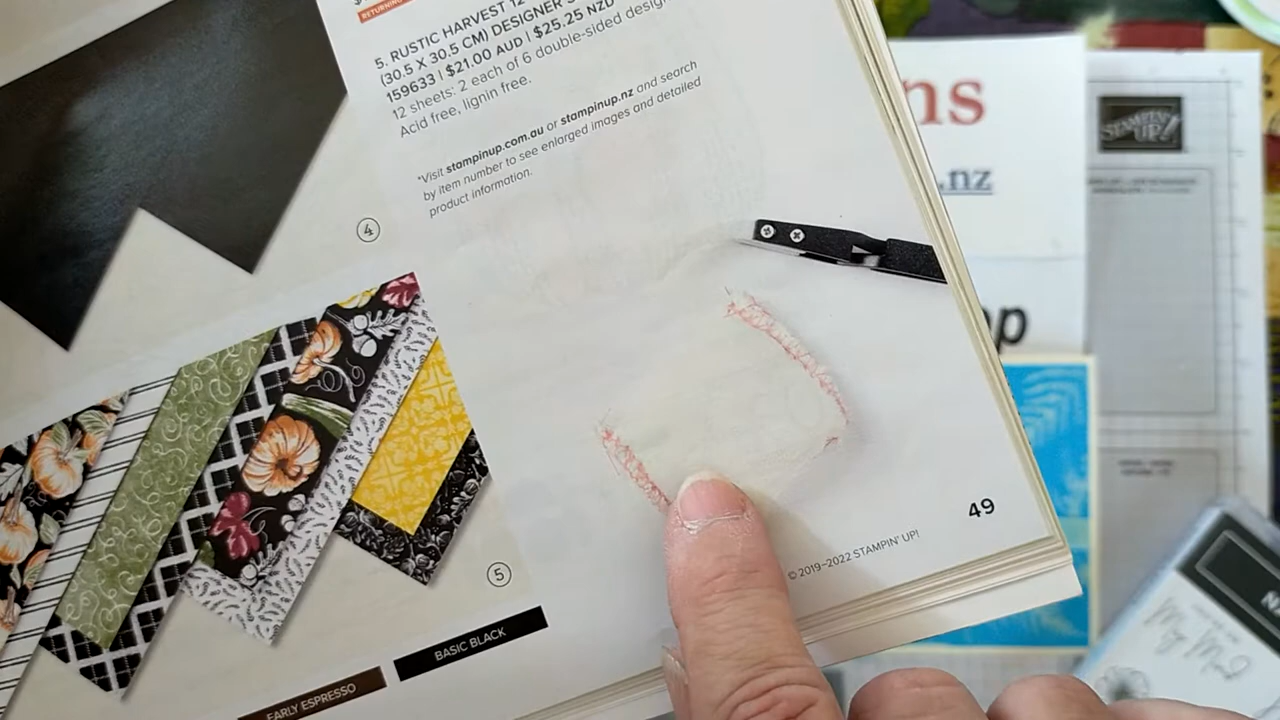 RETURNING
5. RUSTIC HARVEST 12
(30.5 X 30.5 CM) DESIGNER S
159633 | $21.00 AUD | $25.25 NZD
12 sheets: 2 each of 6 double-sided desig
Acid free, lignin free.
*Visit stampinup.com.au or stampinup.nz and search
by item number to see enlarged images and detailed
product information.
4
5
EARLY ESPRESSO
BASIC BLACK
© 2019–2022 STAMPIN' UP!
49
ns
.nz
op
STAMPIN' UP!